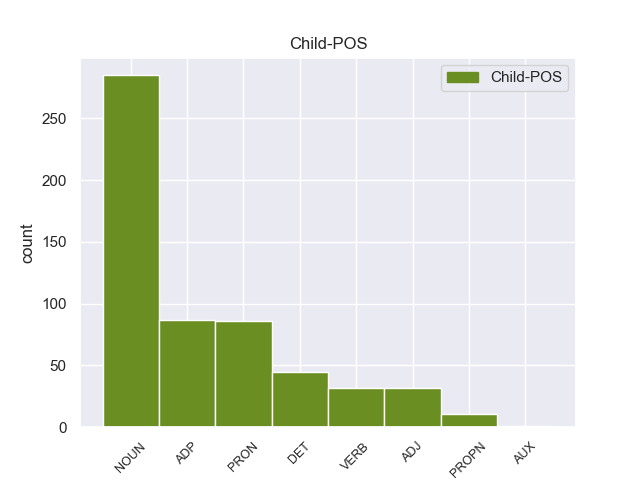 Child-POS
Child-POS
count
250
200
150
100
50
0
NOUN
ADP
PRON
DET
VERB
ADJ
PROPN
AUX